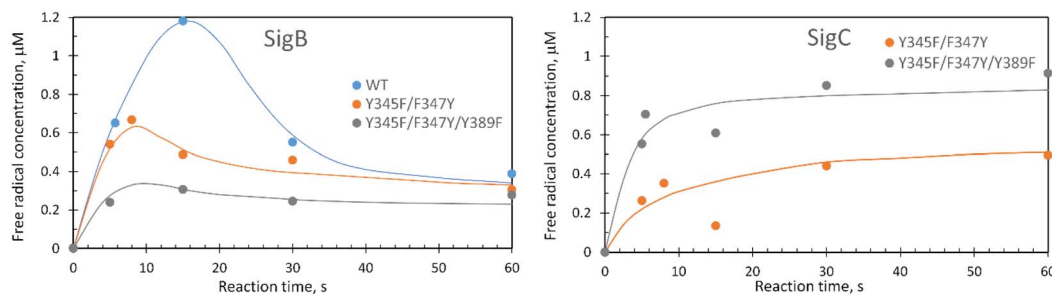 SigB
Free radical concentration, µM
1.2
1
0.8
0.6
0.4
0.2
0
WT
Y345F/F347Y
Y345F/F347Y/Y389F
0 10 20 30 40 50 60
Reaction time, s
SigC
Free radical concentration, µM
1.2
1
0.8
0.6
0.4
0.2
0
Y345F/F347Y
Y345F/F347Y/Y389F
0 10 20 30 40 50 60
Reaction time, s